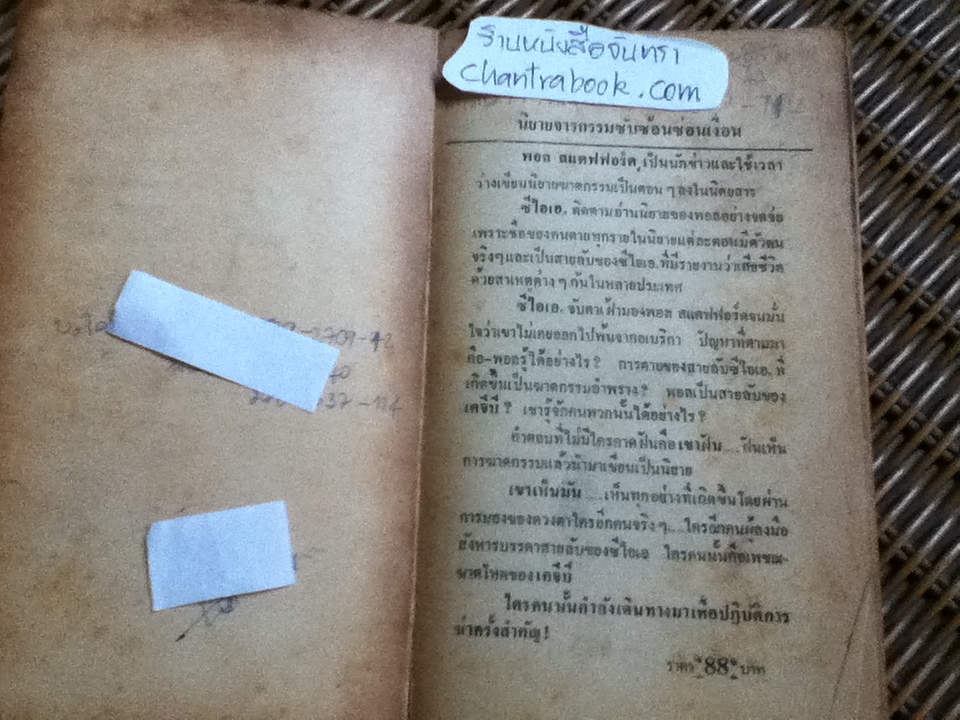 ร้านหนังสือจันทรา
chantrabook.com
นิยายจารกรรมซับซ้อนซ่อนเงื่อน
พอล สแตฟฟอร์ด เป็นนักข่าวและใช้เวลา
ว่างเขียนนิยายฆาตกรรมเป็นตอน ๆ ลงในนิตยสาร
ซีไอเอ. ติดตามอ่านนิยายของพอลอย่างจดจ่อ
เพราะชื่อของคนตายทุกรายในนิยายแต่ละตอนมีตัวตน
จริงๆ และเป็นสายลับของซีไอเอ. ที่มีรายงานว่าเสียชีวิต
ด้วยสาเหตุต่าง ๆ กันในหลายประเทศ
ซีไอเอ. จับตาเฝ้ามองพอล สแตฟฟอร์ดจนมั่น
ใจว่าเขาไม่เคยออกไปพ้นจากอเมริกา ปัญหาที่ตามมา
คือ-พอลรู้ได้อย่างไร? การตายของสายลับซีไอเอ. ที่
เกิดขึ้นเป็นฆาตกรรมอำพราง? พอลเป็นสายลับของ
เคจีบี? เขารู้จักคนพวกนั้นได้อย่างไร?
คำตอบที่ไม่มีใครคาดฝันคือเขาฝัน....ฝันเห็น
การฆาตกรรมแล้วนำมาเขียนเป็นนิยาย
เขาเห็นมัน....เห็นทุกอย่างที่เกิดขึ้นโดยผ่าน
การมองของดวงตาใครอีกคนจริงๆ....ใครอีกคนผู้ลงมือ
สังหารบรรดาสายลับของซีไอเอ ใครคนนั้นคือเพชฌ-
ฆาตโหดของเคจีบี
ใครคนนั้นกำลังเดินทางมาเพื่อปฏิบัติการ
ฆ่าครั้งสำคัญ!
ราคา 88 บาท